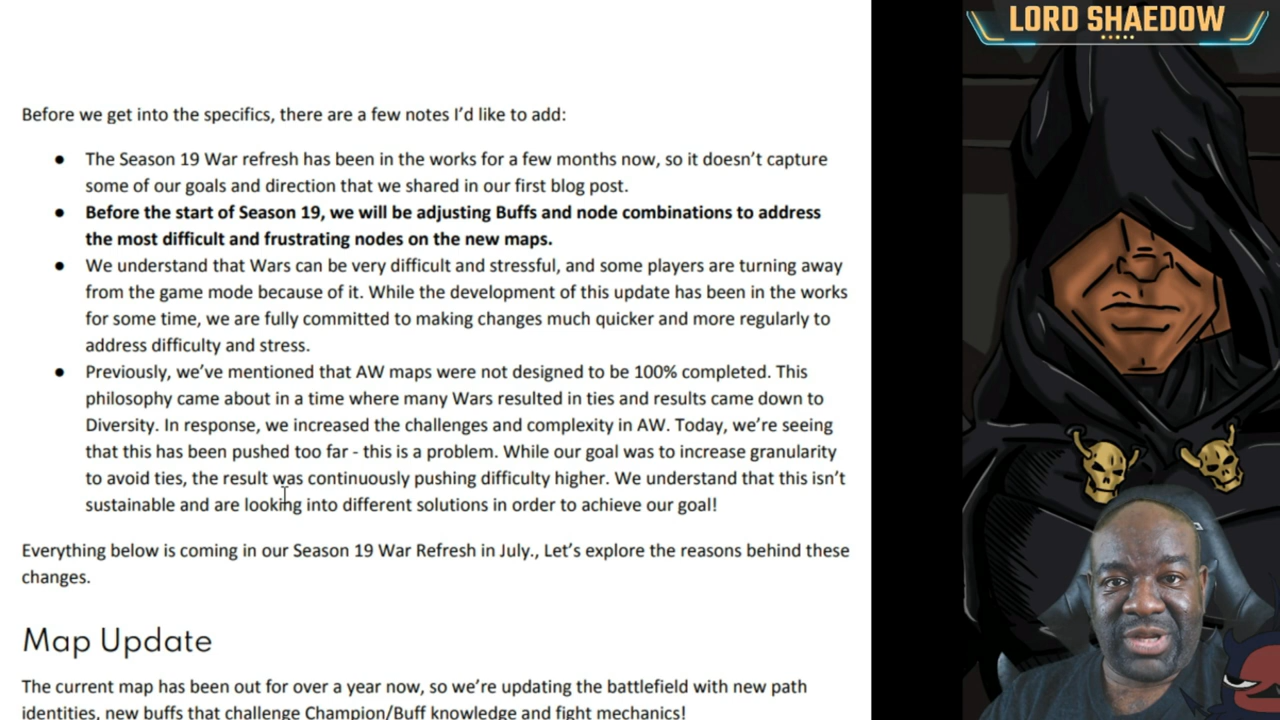 LORD SHAEDOW
Before we get into the specifics, there are a few notes I'd like to add:
● The Season 19 War refresh has been in the works for a few months now, so it doesn't capture
some of our goals and direction that we shared in our first blog post.
● Before the start of Season 19, we will be adjusting Buffs and node combinations to address
the most difficult and frustrating nodes on the new maps.
● We understand that Wars can be very difficult and stressful, and some players are turning away
from the game mode because of it. While the development of this update has been in the works
for some time, we are fully committed to making changes much quicker and more regularly to
address difficulty and stress.
● Previously, we've mentioned that AW maps were not designed to be 100% completed. This
philosophy came about in a time where many Wars resulted in ties and results came down to
Diversity. In response, we increased the challenges and complexity in AW. Today, we're seeing
that this has been pushed too far - this is a problem. While our goal was to increase granularity
to avoid ties, the result was continuously pushing difficulty higher. We understand that this isn't
sustainable and are looking into different solutions in order to achieve our goal!
Everything below is coming in our Season 19 War Refresh in July., Let's explore the reasons behind these
changes.
Map Update
The current map has been out for over a year now, so we're updating the battlefield with new path
identities, new buffs that challenge Champion/Buff knowledge and fight mechanics!